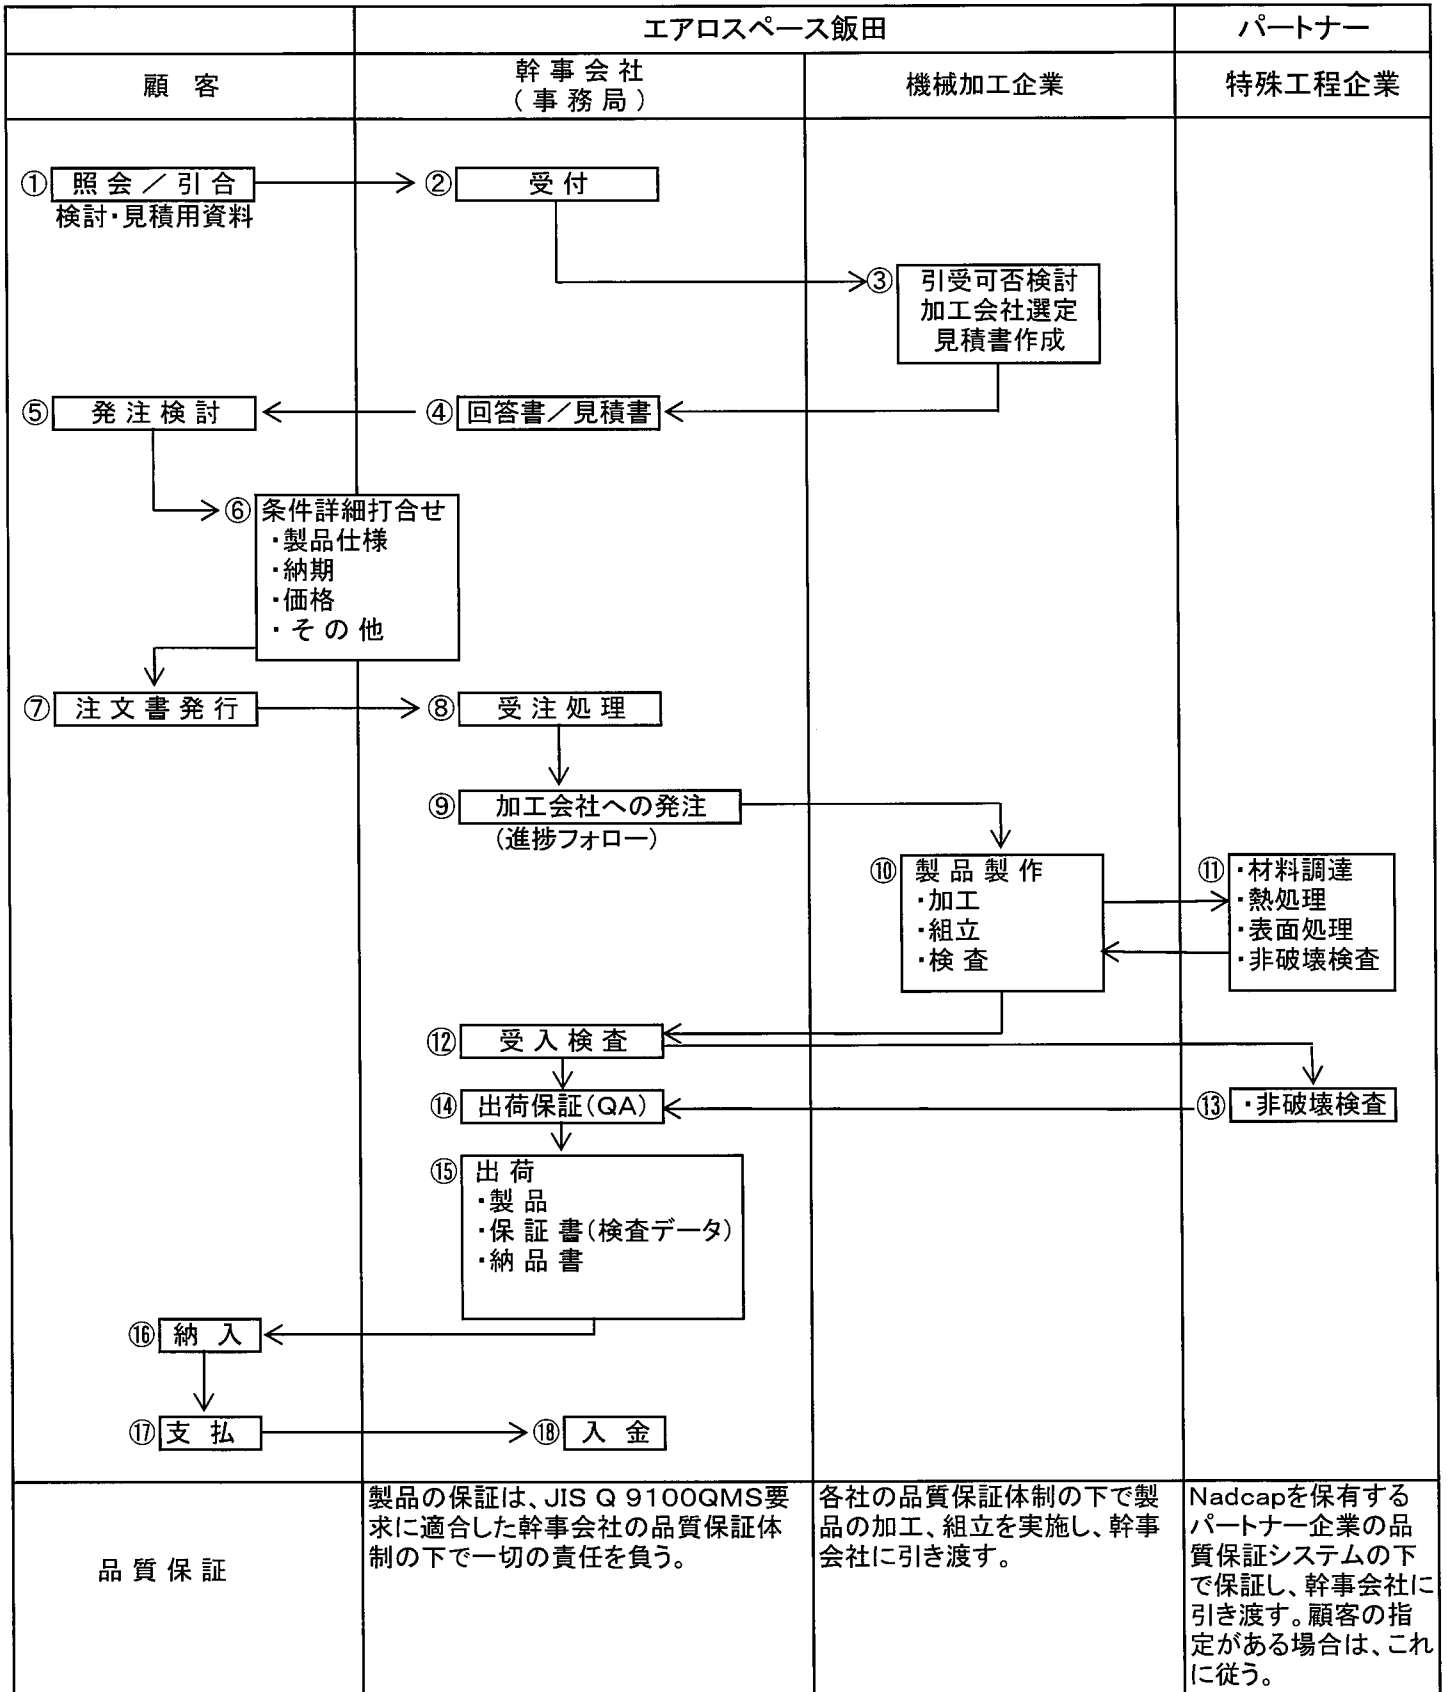 エアロスペース飯田
パートナー
顧 客
幹 事 会 社
( 事 務 局 )
機械加工企業
特殊工程企業
① 照 会 ／ 引 合
検討・見積用資料
② 受 付
③ 引受可否検討
加工会社選定
見積書作成
⑤ 発 注 検 討
④ 回答書／見積書
⑥ 条件詳細打合せ
・製品仕様
・納期
・価格
・そ の 他
⑦ 注 文 書 発 行
⑧ 受 注 処 理
⑨ 加工会社への発注
(進捗フォロー)
⑩ 製 品 製 作
・加工
・組立
・検 査
⑪ ・材料調達
・熱処理
・表面処理
・非破壊検査
⑫ 受 入 検 査
⑭ 出荷保証(QA)
⑬ ・非破壊検査
⑮ 出 荷
・製 品
・保 証 書(検査データ)
・納 品 書
⑯ 納 入
⑰ 支 払
⑱ 入 金
品 質 保 証
製品の保証は、JIS Q 9100QMS要
求に適合した幹事会社の品質保証体
制の下で一切の責任を負う。
各社の品質保証体制の下で製
品の加工、組立を実施し、幹事
会社に引き渡す。
Nadcapを保有する
パートナー企業の品
質保証システムの下
で保証し、幹事会社に
引き渡す。顧客の指
定がある場合は、これ
に従う。